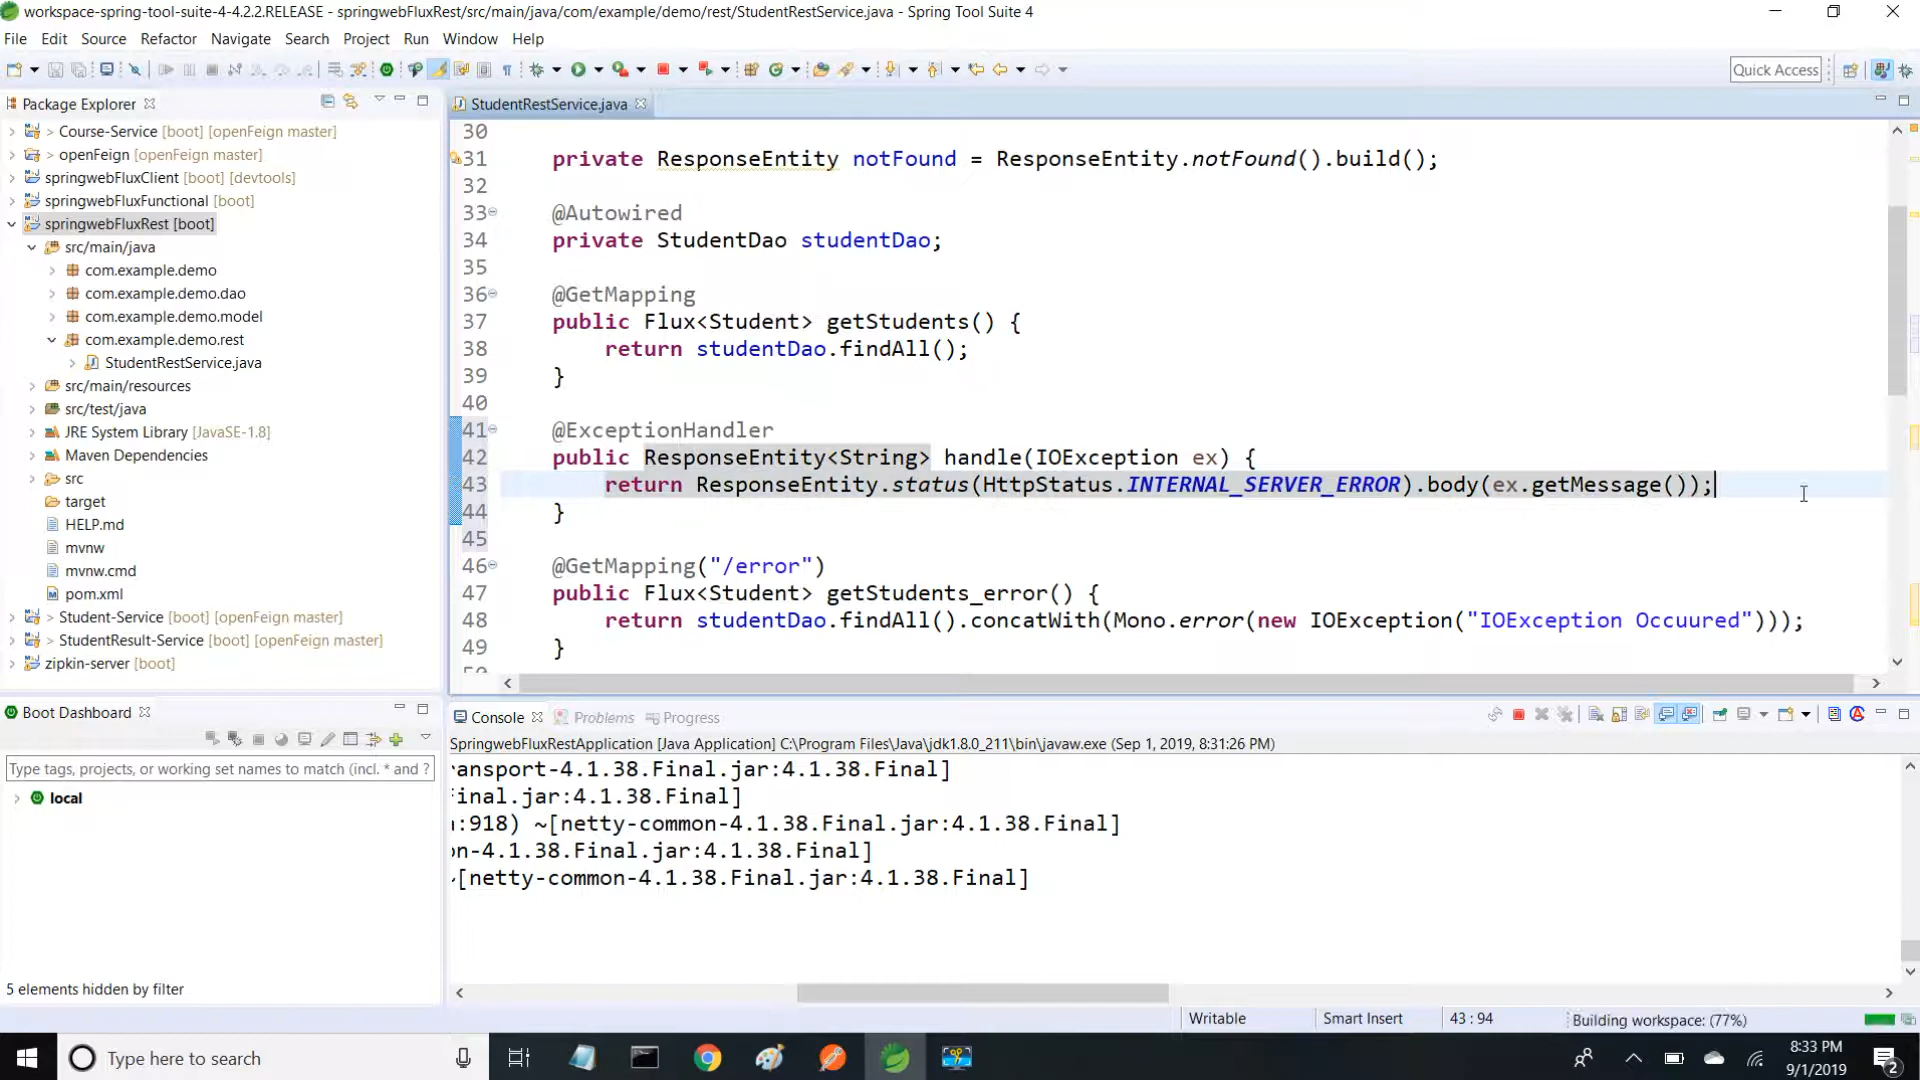 workspace-spring-tool-suite-4-4.2.2.RELEASE - springwebFluxRest/src/main/java/com/example/demo/rest/StudentRestService.java - Spring Tool Suite 4
File Edit Source Refactor Navigate Search Project Run Window Help
Quick Access
Package Explorer
> Course-Service [boot] [openFeign master]
> openFeign [openFeign master]
springwebFluxClient [boot] [devtools]
springwebFluxFunctional [boot]
springwebFluxRest [boot]
src/main/java
com.example.demo
com.example.demo.dao
com.example.demo.model
com.example.demo.rest
StudentRestService.java
src/main/resources
src/test/java
JRE System Library [JavaSE-1.8]
Maven Dependencies
src
target
HELP.md
mvnw
mvnw.cmd
pom.xml
> Student-Service [boot] [openFeign master]
> StudentResult-Service [boot] [openFeign master]
zipkin-server [boot]
StudentRestService.java
30
31 private ResponseEntity notFound = ResponseEntity.notFound().build();
32
33 @Autowired
34 private StudentDao studentDao;
35
36 @GetMapping
37 public Flux<Student> getStudents() {
38 return studentDao.findAll();
39 }
40
41 @ExceptionHandler
42 public ResponseEntity<String> handle(IOException ex) {
43 return ResponseEntity.status(HttpStatus.INTERNAL_SERVER_ERROR).body(ex.getMessage());
44 }
45
46 @GetMapping("/error")
47 public Flux<Student> getStudents_error() {
48 return studentDao.findAll().concatWith(Mono.error(new IOException("IOException Occuured")));
49 }
Boot Dashboard
Type tags, projects, or working set names to match (incl. * and ?
local
5 elements hidden by filter
Console Problems Progress
SpringwebFluxRestApplication [Java Application] C:\Program Files\Java\jdk1.8.0_211\bin\javaw.exe (Sep 1, 2019, 8:31:26 PM)
ansport-4.1.38.Final.jar:4.1.38.Final]
inal.jar:4.1.38.Final]
:918) ~[netty-common-4.1.38.Final.jar:4.1.38.Final]
n-4.1.38.Final.jar:4.1.38.Final]
~[netty-common-4.1.38.Final.jar:4.1.38.Final]
Writable Smart Insert 43 : 94 Building workspace: (77%)
Type here to search
8:33 PM
9/1/2019
2